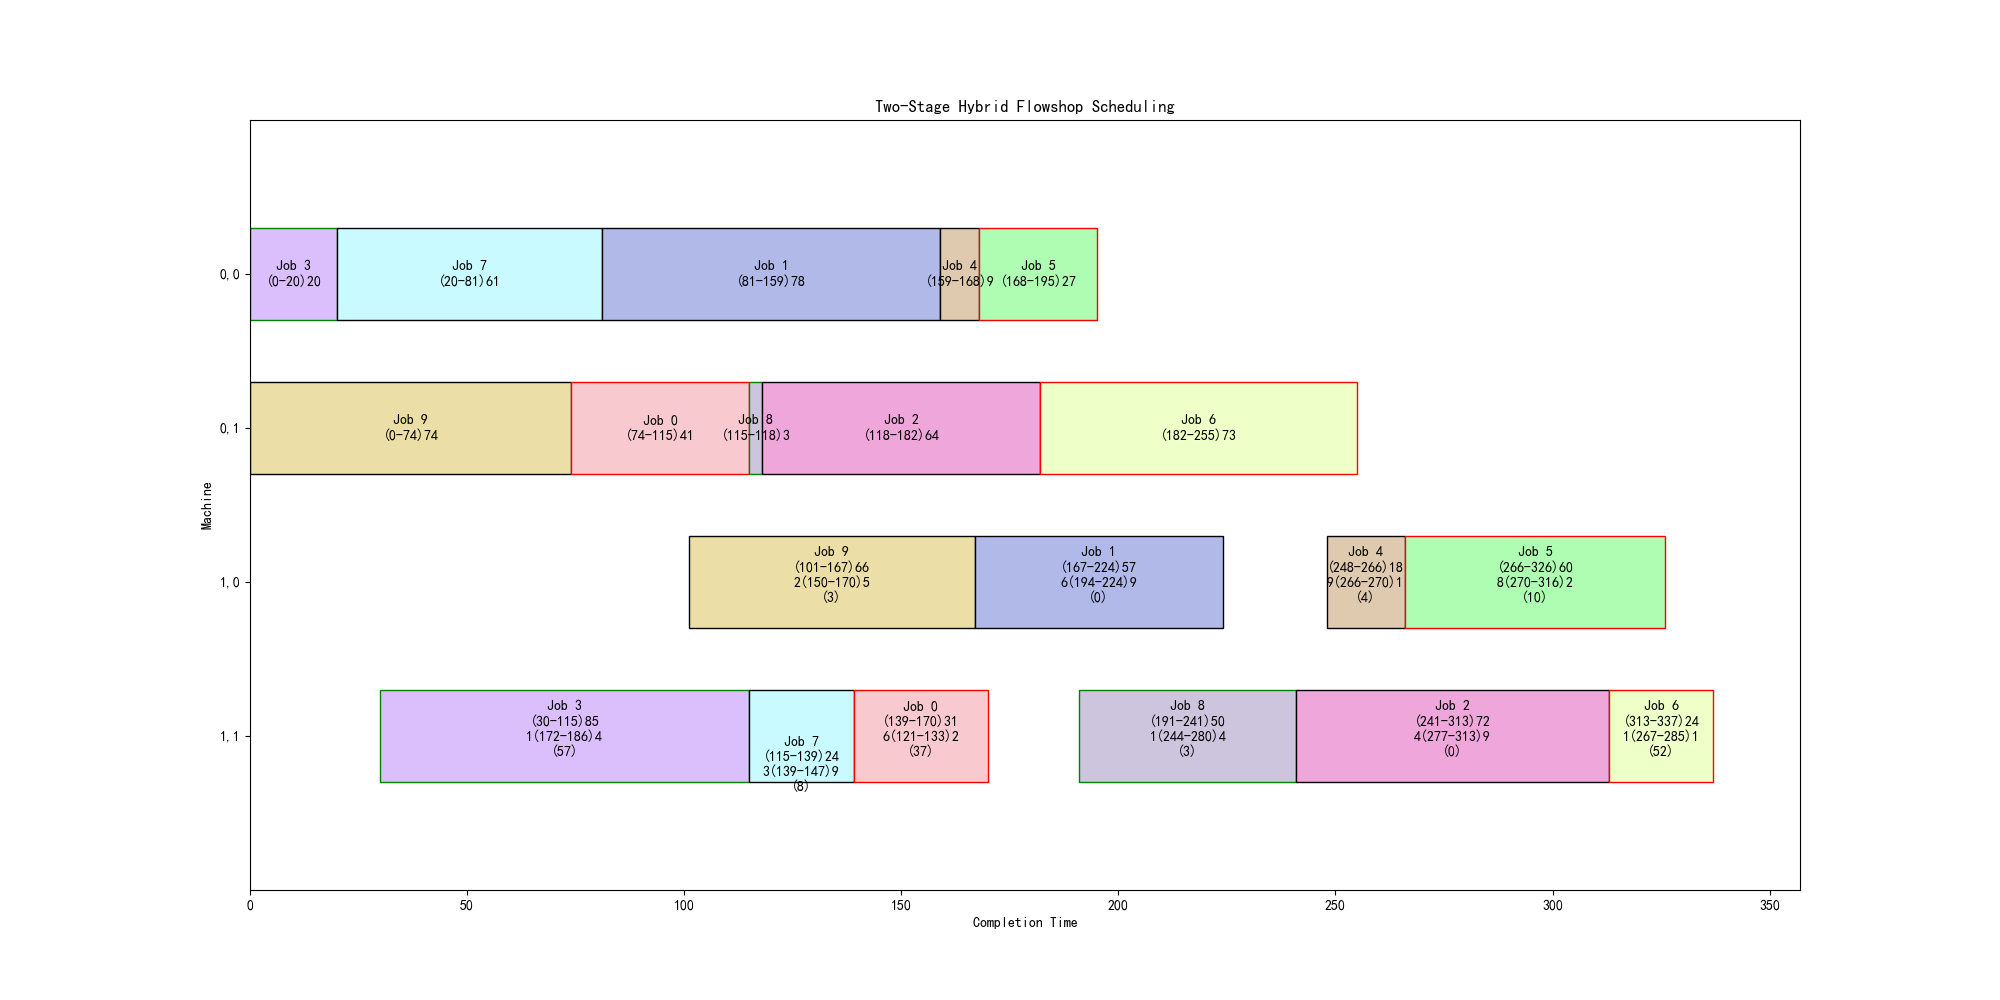 Two-Stage Hybrid Flowshop Scheduling
0,0
Job 3
(0-20)20
Job 7
(20-81)61
Job 1
(81-159)78
Job 4
(159-168)9
Job 5
(168-195)27
0,1
Job 9
(0-74)74
Job 0
(74-115)41
Job 8
(115-118)3
Job 2
(118-182)64
Job 6
(182-255)73
Machine
1,0
Job 9
(101-167)66
2(150-170)5
(3)
Job 1
(167-224)57
6(194-224)9
(0)
Job 4
(248-266)18
9(266-270)1
(4)
Job 5
(266-326)60
8(270-316)2
(10)
1,1
Job 3
(30-115)85
1(172-186)4
(57)
Job 7
(115-139)24
3(139-147)9
(8)
Job 0
(139-170)31
6(121-133)2
(37)
Job 8
(191-241)50
1(244-280)4
(3)
Job 2
(241-313)72
4(277-313)9
(0)
Job 6
(313-337)24
1(267-285)1
(52)
0
50
100
150
200
250
300
350
Completion Time